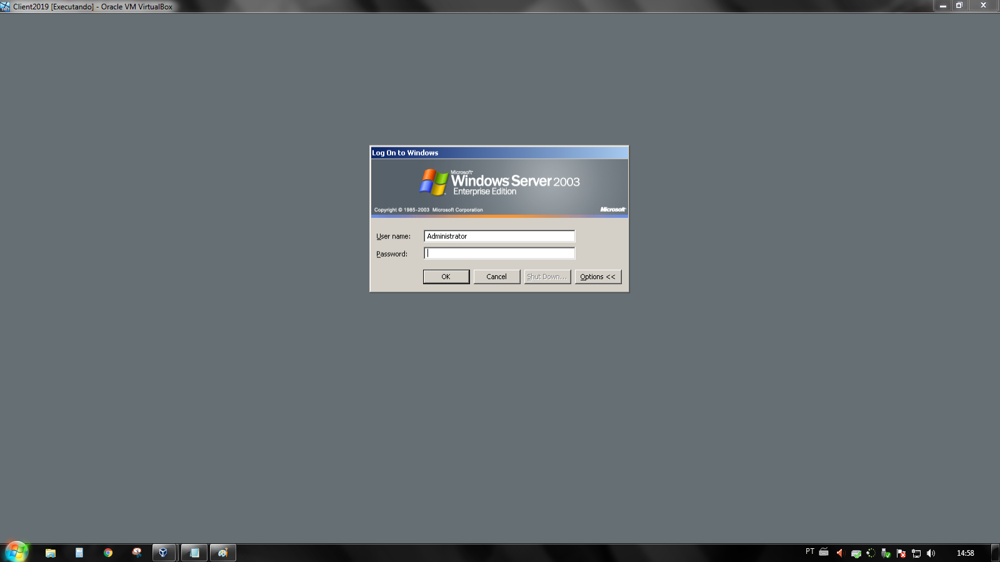 Client2019 [Executando] - Oracle VM VirtualBox
Log On to Windows
Microsoft
Windows Server 2003
Enterprise Edition
Copyright © 1985-2003 Microsoft Corporation
Microsoft
User name: Administrator
Password:
OK Cancel Shut Down... Options <<
PT
14:58